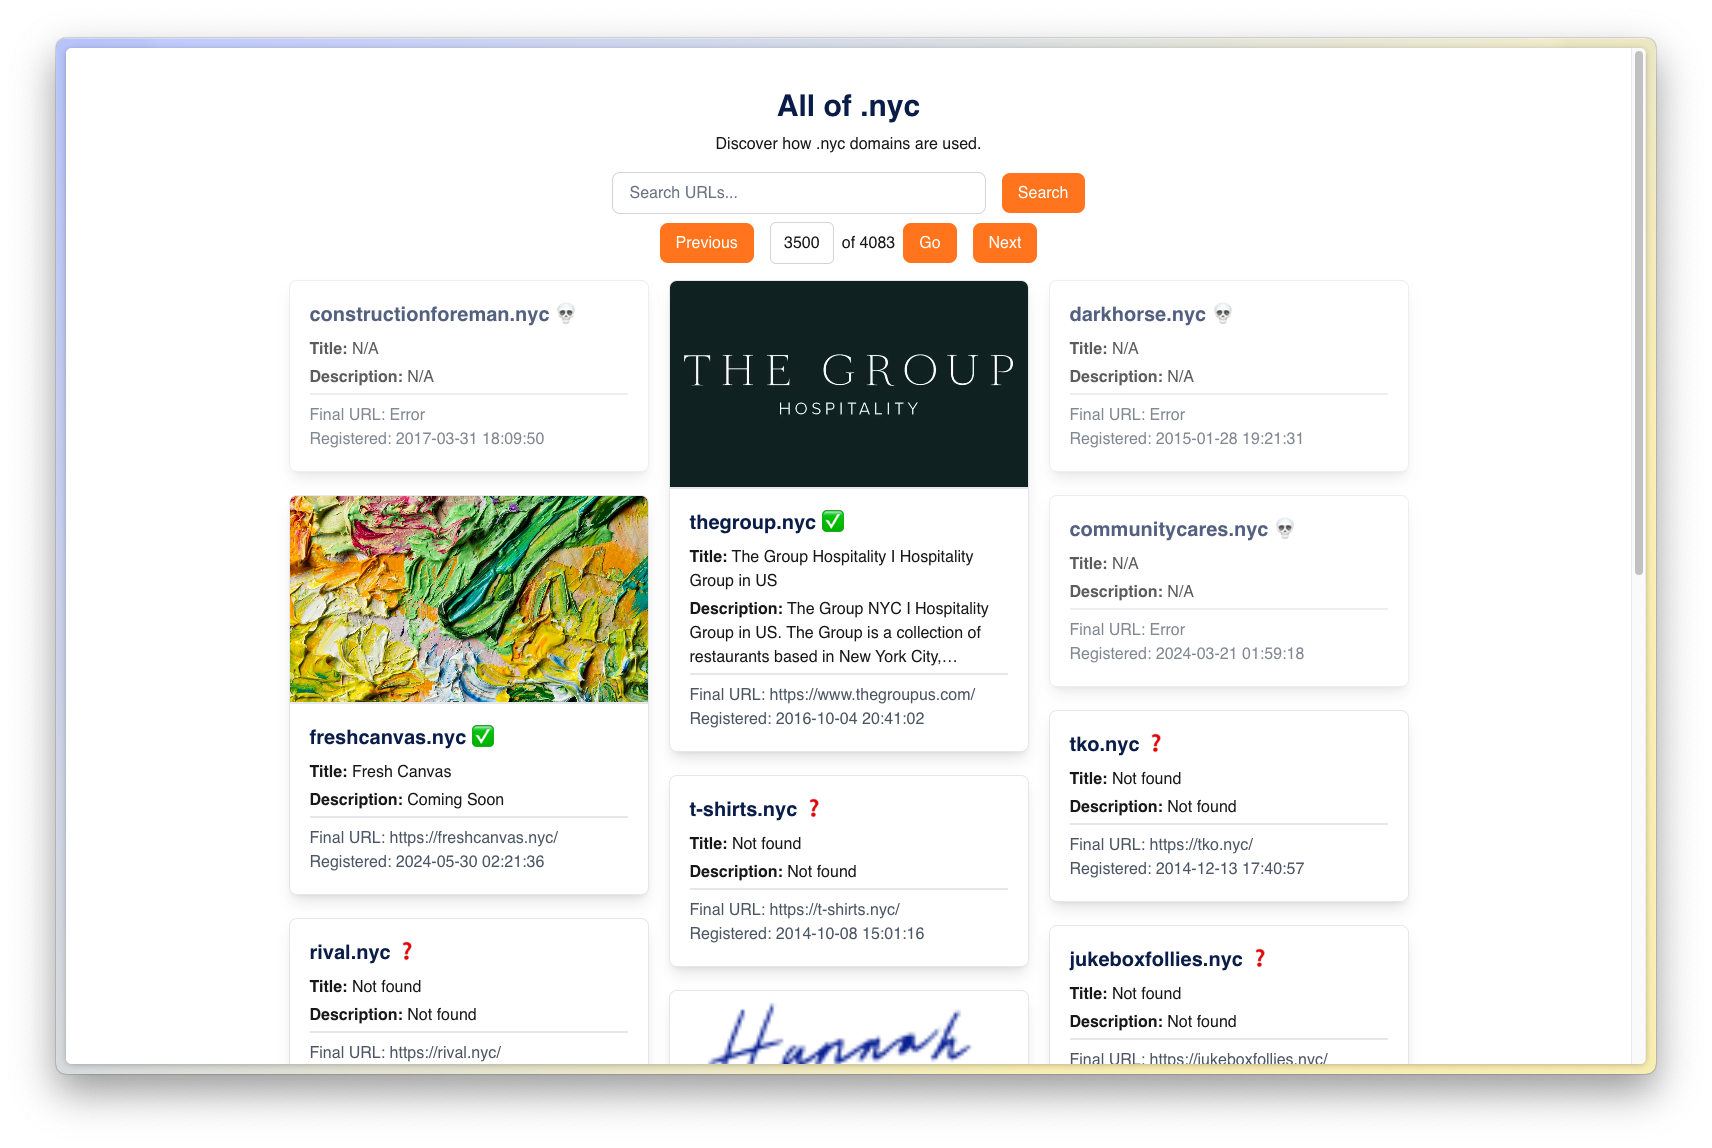 All of .nyc
Discover how .nyc domains are used.
Search URLs...
Search
Previous
3500
of 4083
Go
Next
constructionforeman.nyc 💀
Title: N/A
Description: N/A
Final URL: Error
Registered: 2017-03-31 18:09:50
freshcanvas.nyc ✅
Title: Fresh Canvas
Description: Coming Soon
Final URL: https://freshcanvas.nyc/
Registered: 2024-05-30 02:21:36
rival.nyc ❓
Title: Not found
Description: Not found
Final URL: https://rival.nyc/
THE GROUP
HOSPITALITY
thegroup.nyc ✅
Title: The Group Hospitality I Hospitality
Group in US
Description: The Group NYC I Hospitality
Group in US. The Group is a collection of
restaurants based in New York City,…
Final URL: https://www.thegroupus.com/
Registered: 2016-10-04 20:41:02
t-shirts.nyc ❓
Title: Not found
Description: Not found
Final URL: https://t-shirts.nyc/
Registered: 2014-10-08 15:01:16
Hannah
darkhorse.nyc 💀
Title: N/A
Description: N/A
Final URL: Error
Registered: 2015-01-28 19:21:31
communitycares.nyc 💀
Title: N/A
Description: N/A
Final URL: Error
Registered: 2024-03-21 01:59:18
tko.nyc ❓
Title: Not found
Description: Not found
Final URL: https://tko.nyc/
Registered: 2014-12-13 17:40:57
jukeboxfollies.nyc ❓
Title: Not found
Description: Not found
Final URL: https://jukeboxfollies.nyc/